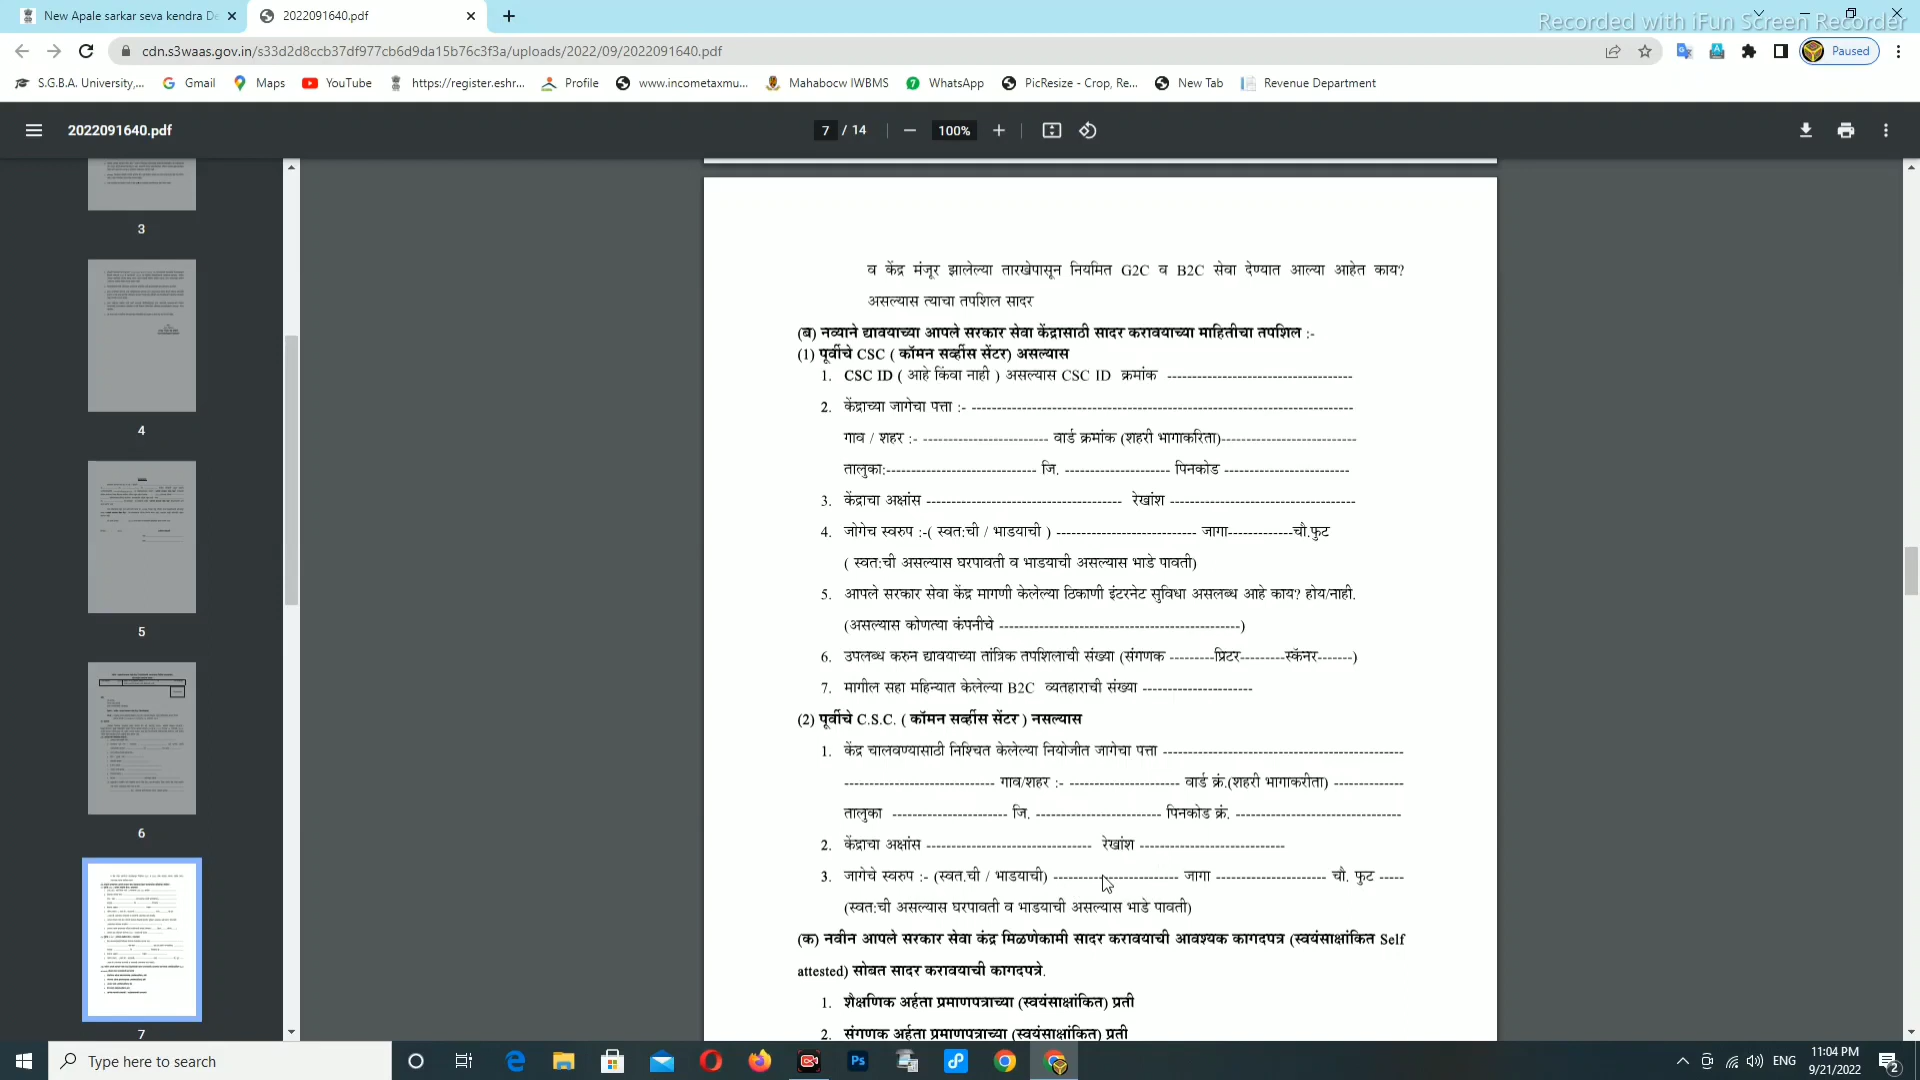 Recorded with iFun Screen Recorder
New Apale sarkar seva kendra De
2022091640.pdf
cdn.s3waas.gov.in/s33d2d8ccb37df977cb6d9da15b76c3f3a/uploads/2022/09/2022091640.pdf
Paused
S.G.B.A. University,... Gmail Maps YouTube https://register.eshr... Profile www.incometaxmu... Mahabocw IWBMS WhatsApp PicResize - Crop, Re... New Tab Revenue Department
2022091640.pdf 7 / 14 100%
3
4
5
6
7
व केंद्र मंजूर झालेल्या तारखेपासून नियमित G2C व B2C सेवा देण्यात आल्या आहेत काय?
असल्यास त्याचा तपशिल सादर
(ब) नव्याने द्यावयाच्या आपले सरकार सेवा केंद्रासाठी सादर करावयाच्या माहितीचा तपशिल :-
(1) पूर्वीचे CSC ( कॉमन सर्व्हीस सेंटर) असल्यास
1. CSC ID ( आहे किंवा नाही ) असल्यास CSC ID क्रमांक -------------------------------------
2. केंद्राच्या जागेचा पत्ता :- ----------------------------------------------------------------------------
गाव / शहर :- ------------------------- वार्ड क्रमांक (शहरी भागाकरिता)---------------------------
तालुका:------------------------------ जि. --------------------- पिनकोड -------------------------
3. केंद्राचा अक्षांस --------------------------------------- रेखांश -------------------------------------
4. जोगेच स्वरुप :-( स्वत:ची / भाडयाची ) ---------------------------- जागा-------------चौ.फुट
( स्वत:ची असल्यास घरपावती व भाडयाची असल्यास भाडे पावती)
5. आपले सरकार सेवा केंद्र मागणी केलेल्या ठिकाणी इंटरनेट सुविधा असलब्ध आहे काय? होय/नाही.
(असल्यास कोणत्या कंपनीचे ------------------------------------------------)
6. उपलब्ध करुन द्यावयाच्या तांत्रिक तपशिलाची संख्या (संगणक ---------प्रिटर---------स्कॅनर-------)
7. मागील सहा महिन्यात केलेल्या B2C व्यतहाराची संख्या ----------------------
(2) पूर्वीचे C.S.C. ( कॉमन सर्व्हीस सेंटर ) नसल्यास
1. केंद्र चालवण्यासाठी निश्चित केलेल्या नियोजीत जागेचा पत्ता ------------------------------------------------
------------------------------ गाव/शहर :- ---------------------- वार्ड क्रं.(शहरी भागाकरीता) --------------
तालुका ----------------------- जि. ------------------------- पिनकोड क्रं. ---------------------------------
2. केंद्राचा अक्षांस --------------------------------- रेखांश -----------------------------
3. जागेचे स्वरुप :- (स्वत.ची / भाडयाची) ------------------------- जागा ---------------------- चौ. फुट -----
(स्वत:ची असल्यास घरपावती व भाडयाची असल्यास भाडे पावती)
(क) नवीन आपले सरकार सेवा कंद्र मिळणेकामी सादर करावयाची आवश्यक कागदपत्र (स्वयंसाक्षांकित Self
attested) सोबत सादर करावयाची कागदपत्रे.
1. शैक्षणिक अर्हता प्रमाणपत्राच्या (स्वयंसाक्षांकित) प्रती
2. संगणक अर्हता प्रमाणपत्राच्या (स्वयंसाक्षांकित) प्रती
Type here to search
ENG
11:04 PM
9/21/2022
2